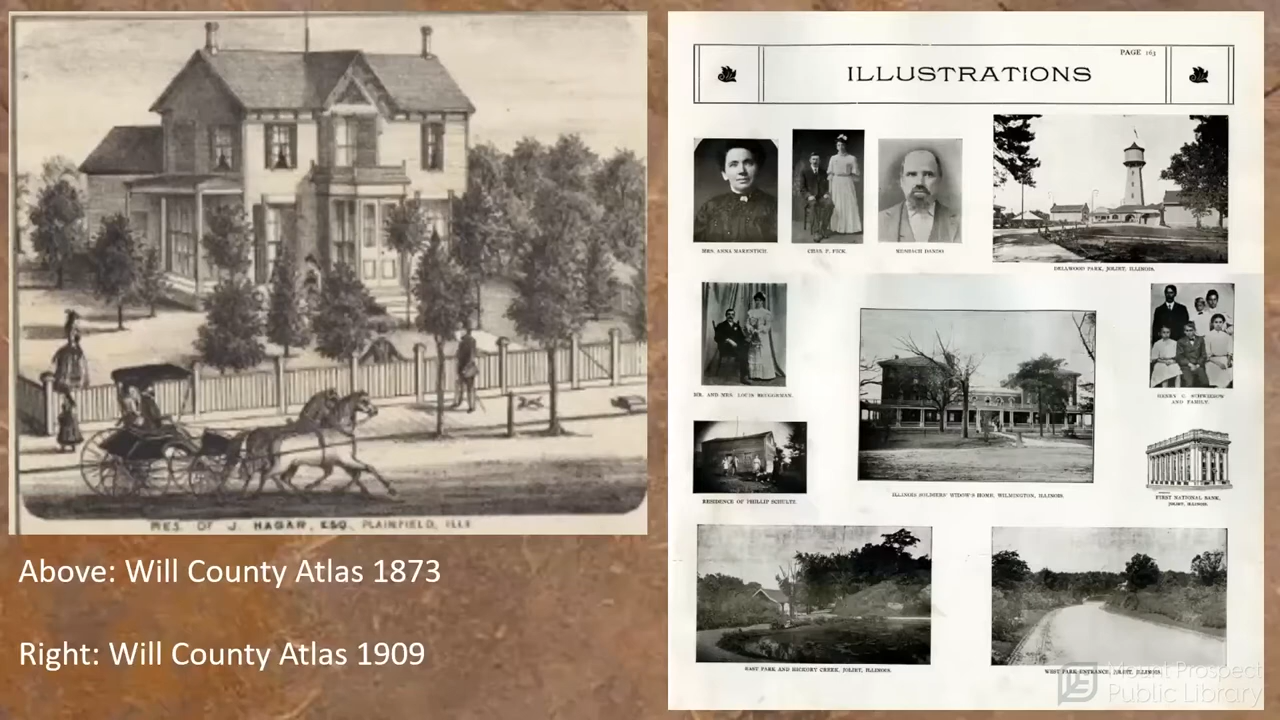 RES. OF J. HAGAR, ESQ. PLAINFIELD, ILLS
Above: Will County Atlas 1873
Right: Will County Atlas 1909
PAGE 163
ILLUSTRATIONS
MRS. ANNA MARENTICH.
CHAS. P. PICK.
MESHACH DANDO
DELLWOOD PARK, JOLIET, ILLINOIS.
MR. AND MRS. LOUIS BRUGGEMAN.
HENRY C. SCHWIESOW
AND FAMILY.
RESIDENCE OF PHILLIP SCHULTZ.
ILLINOIS SOLDIERS' WIDOW'S HOME, WILMINGTON, ILLINOIS.
FIRST NATIONAL BANK,
JOLIET, ILLINOIS.
EAST PARK AND HICKORY CREEK, JOLIET, ILLINOIS.
WEST PARK ENTRANCE, JOLIET, ILLINOIS.
Mount Prospect
Public Library